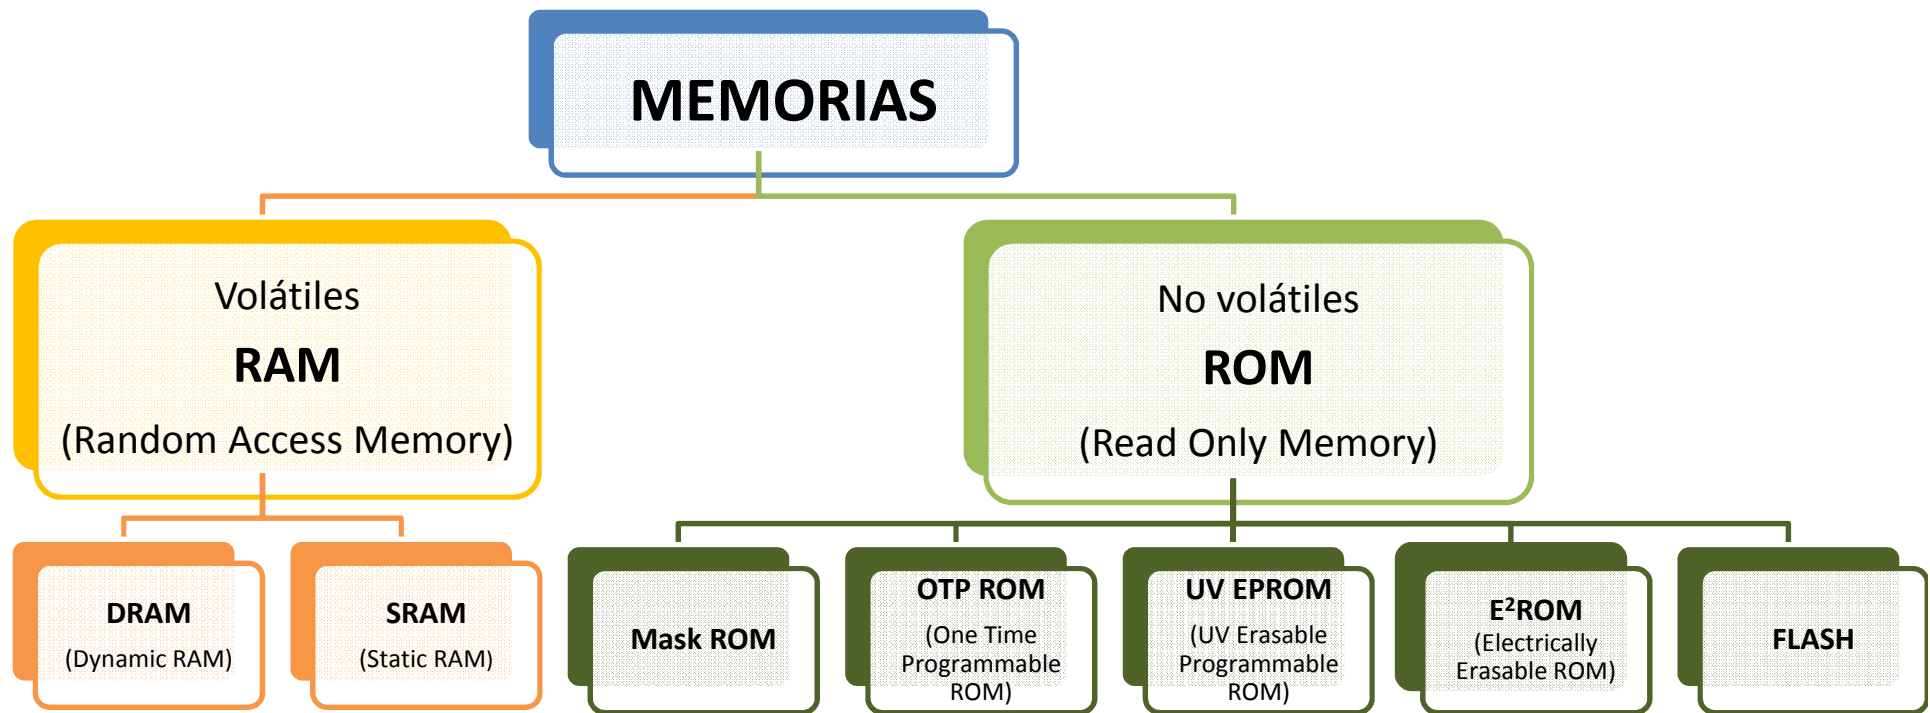 MEMORIAS
Volátiles
RAM
(Random Access Memory)
No volátiles
ROM
(Read Only Memory)
DRAM
(Dynamic RAM)
SRAM
(Static RAM)
Mask ROM
OTP ROM
(One Time
Programmable
ROM)
UV EPROM
(UV Erasable
Programmable
ROM)
E²ROM
(Electrically
Erasable ROM)
FLASH